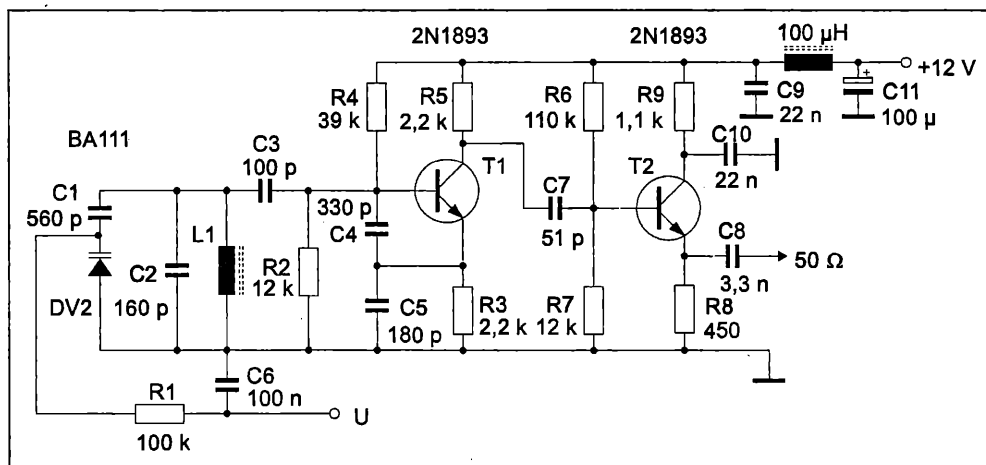 2N1893
2N1893
100 µH
+12 V
R4
39 k
R5
2,2 k
R6
110 k
R9
1,1 k
C9
22 n
+
C11
100 µ
BA111
C3
100 p
C1
560 p
T1
T2
C10
22 n
330 p
C4
C7
51 p
L1
C2
160 p
R2
12 k
DV2
C5
180 p
R3
2,2 k
R7
12 k
C8
3,3 n
50 Ω
R8
450
C6
100 n
R1
100 k
U